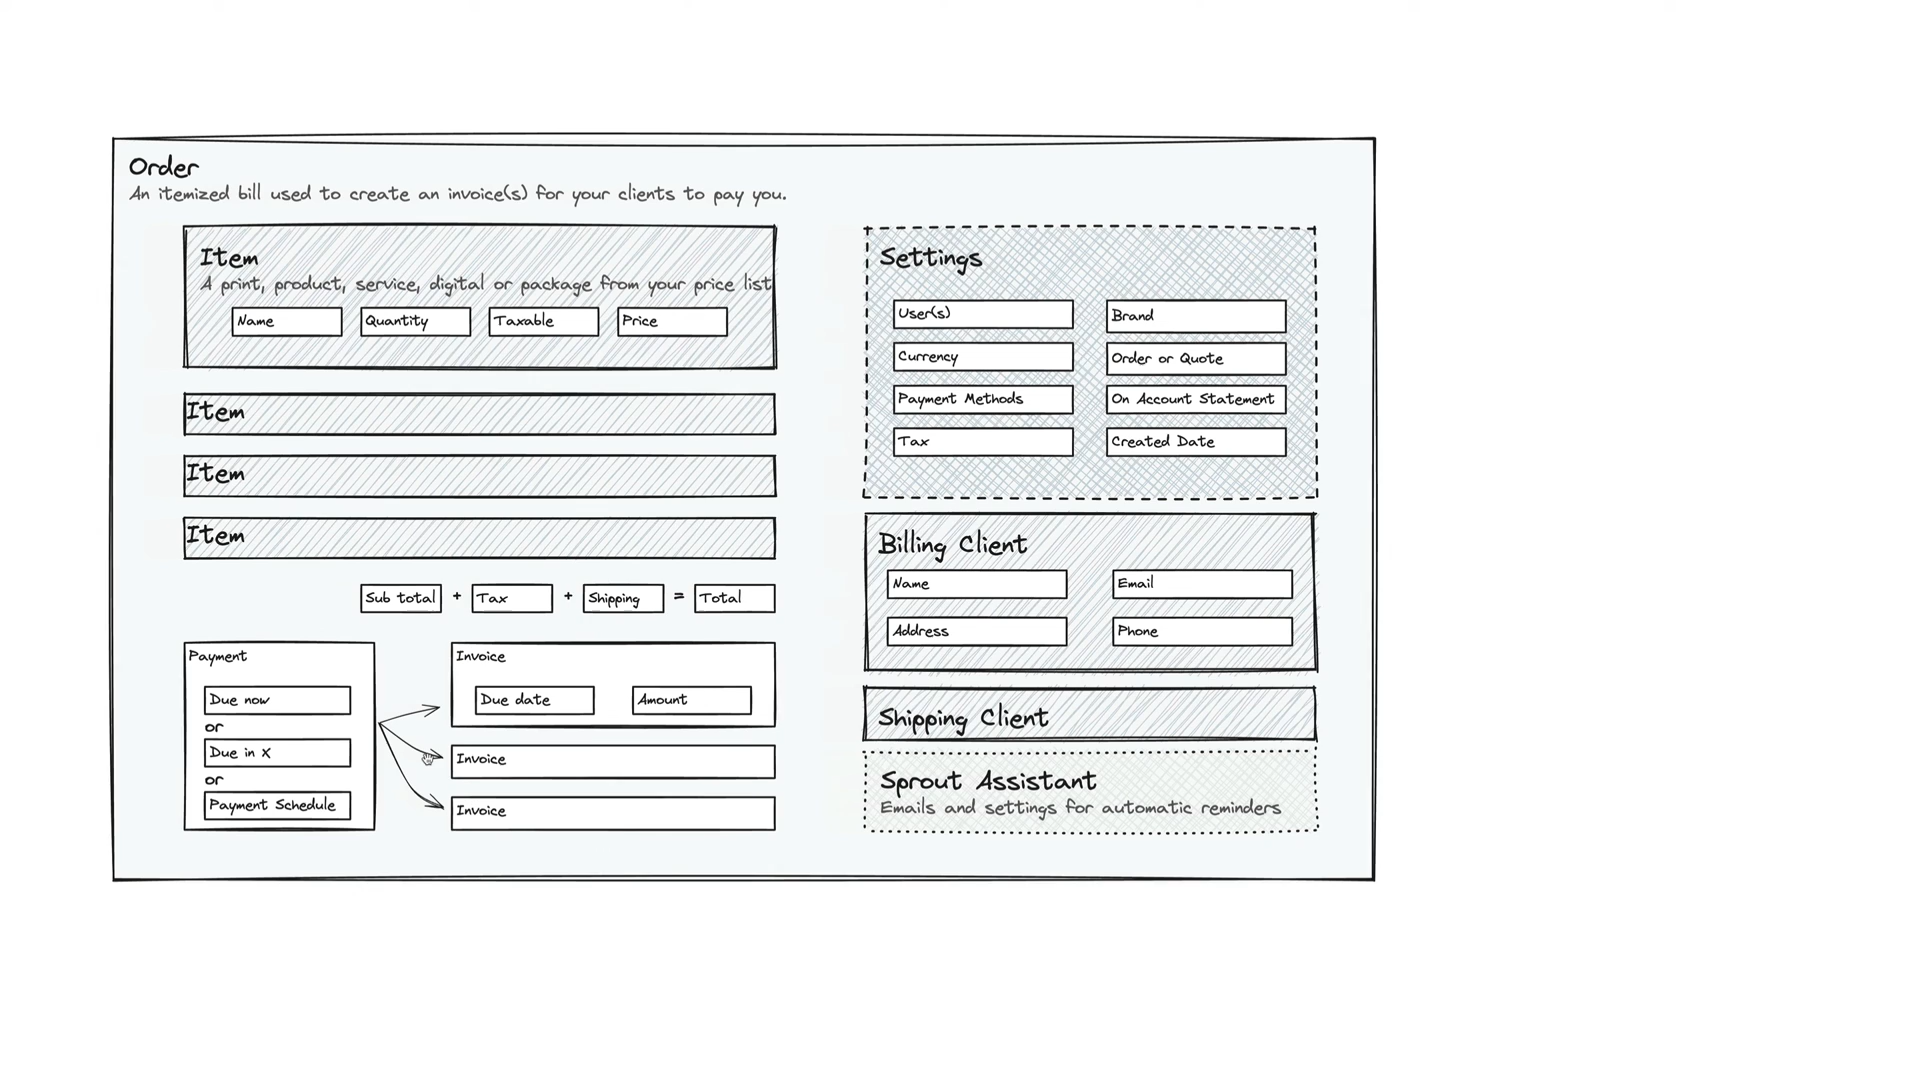 Order
An itemized bill used to create an invoice(s) for your clients to pay you.
Item
A print, product, service, digital or package from your price list
Name
Quantity
Taxable
Price
Item
Item
Item
Sub total + Tax + Shipping = Total
Payment
Due now
or
Due in X
or
Payment Schedule
Invoice
Due date
Amount
Invoice
Invoice
Settings
User(s)
Brand
Currency
Order or Quote
Payment Methods
On Account Statement
Tax
Created Date
Billing Client
Name
Email
Address
Phone
Shipping Client
Sprout Assistant
Emails and settings for automatic reminders